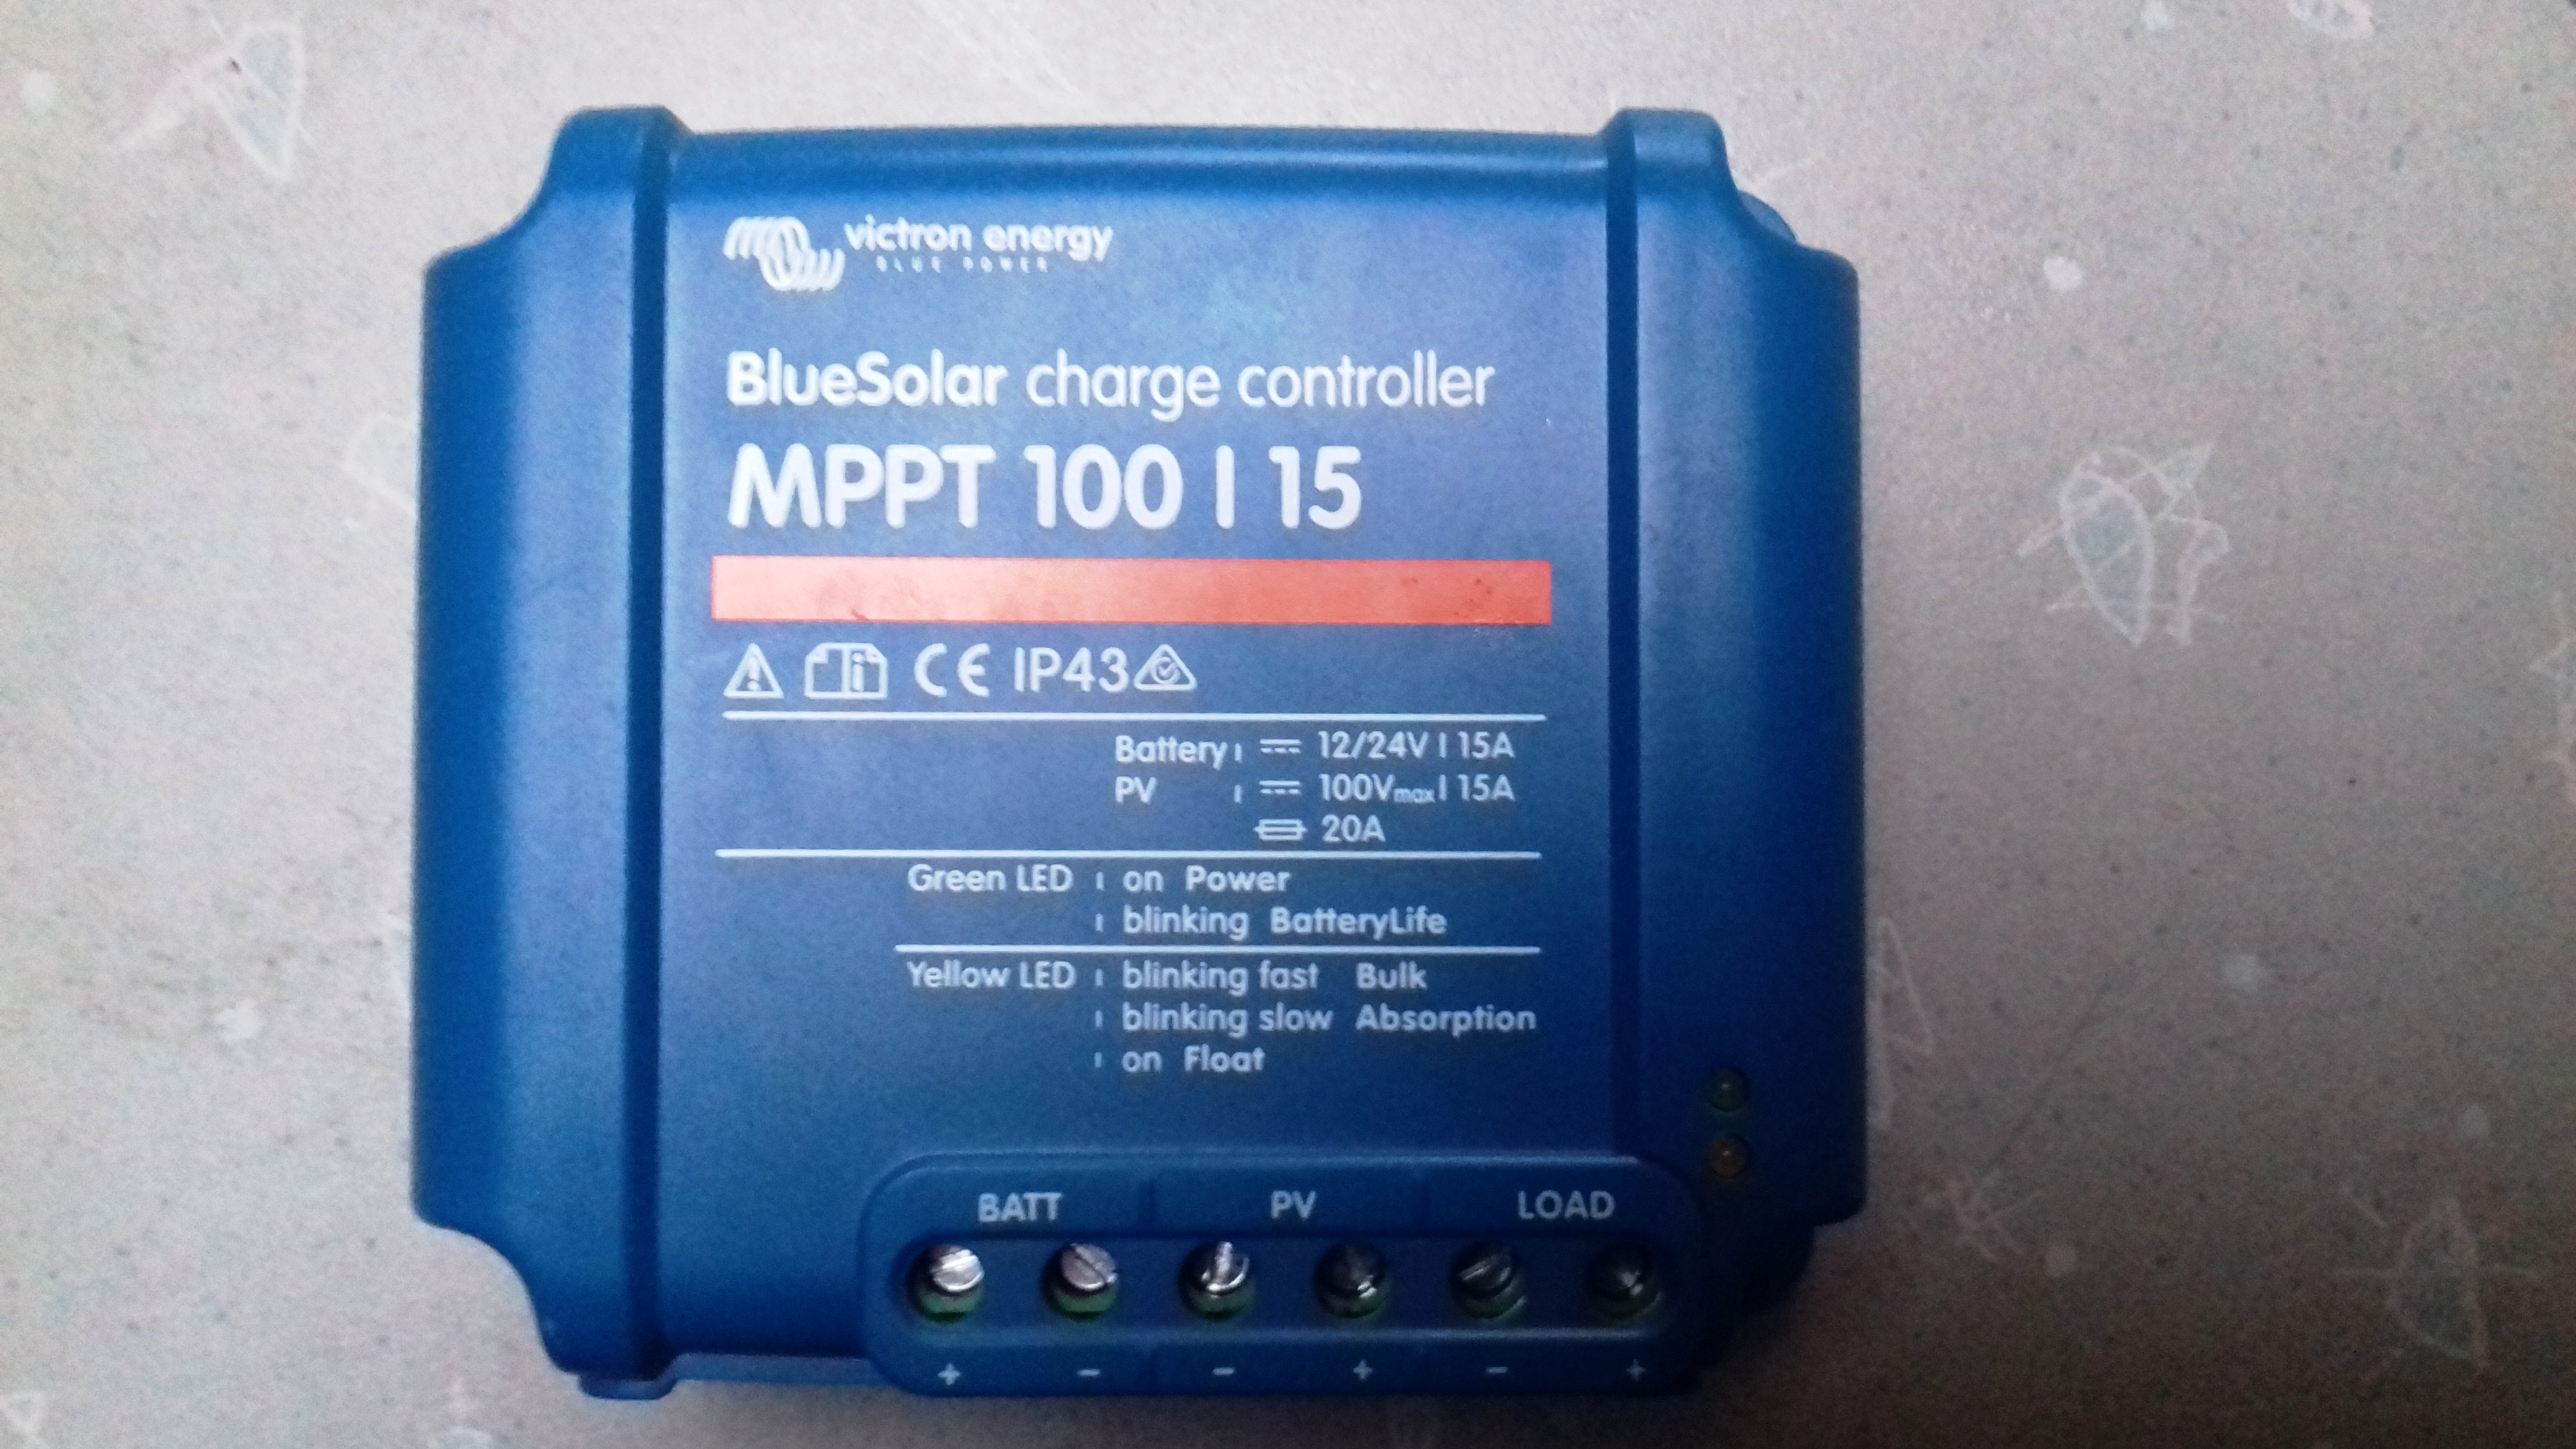 victron energy
BLUE POWER
BlueSolar charge controller
MPPT 100 | 15
CE IP43
Battery | 12/24V | 15A
PV | 100Vmax | 15A
20A
Green LED | on Power
| blinking BatteryLife
Yellow LED | blinking fast Bulk
| blinking slow Absorption
| on Float
BATT PV LOAD
+ − − + − +